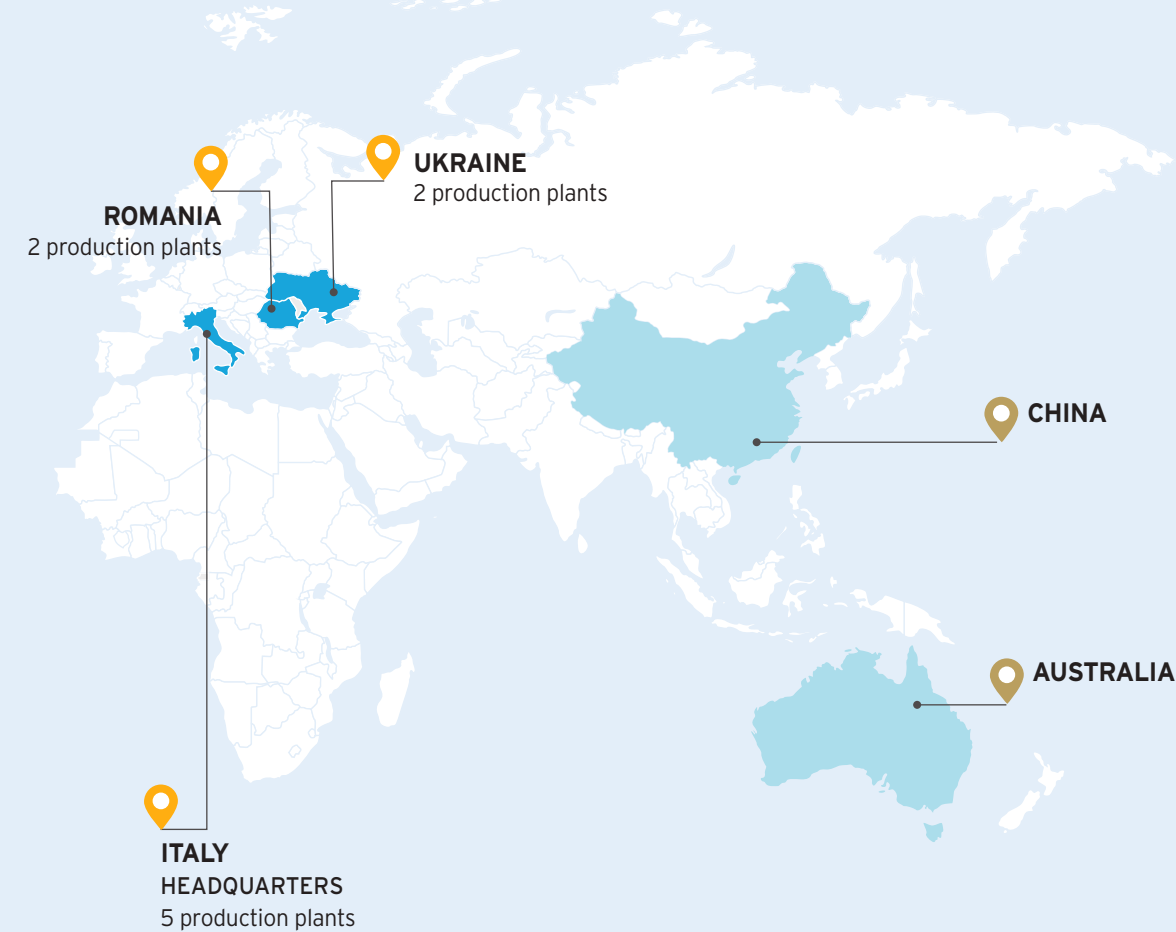 UKRAINE
2 production plants
ROMANIA
2 production plants
CHINA
AUSTRALIA
ITALY
HEADQUARTERS
5 production plants